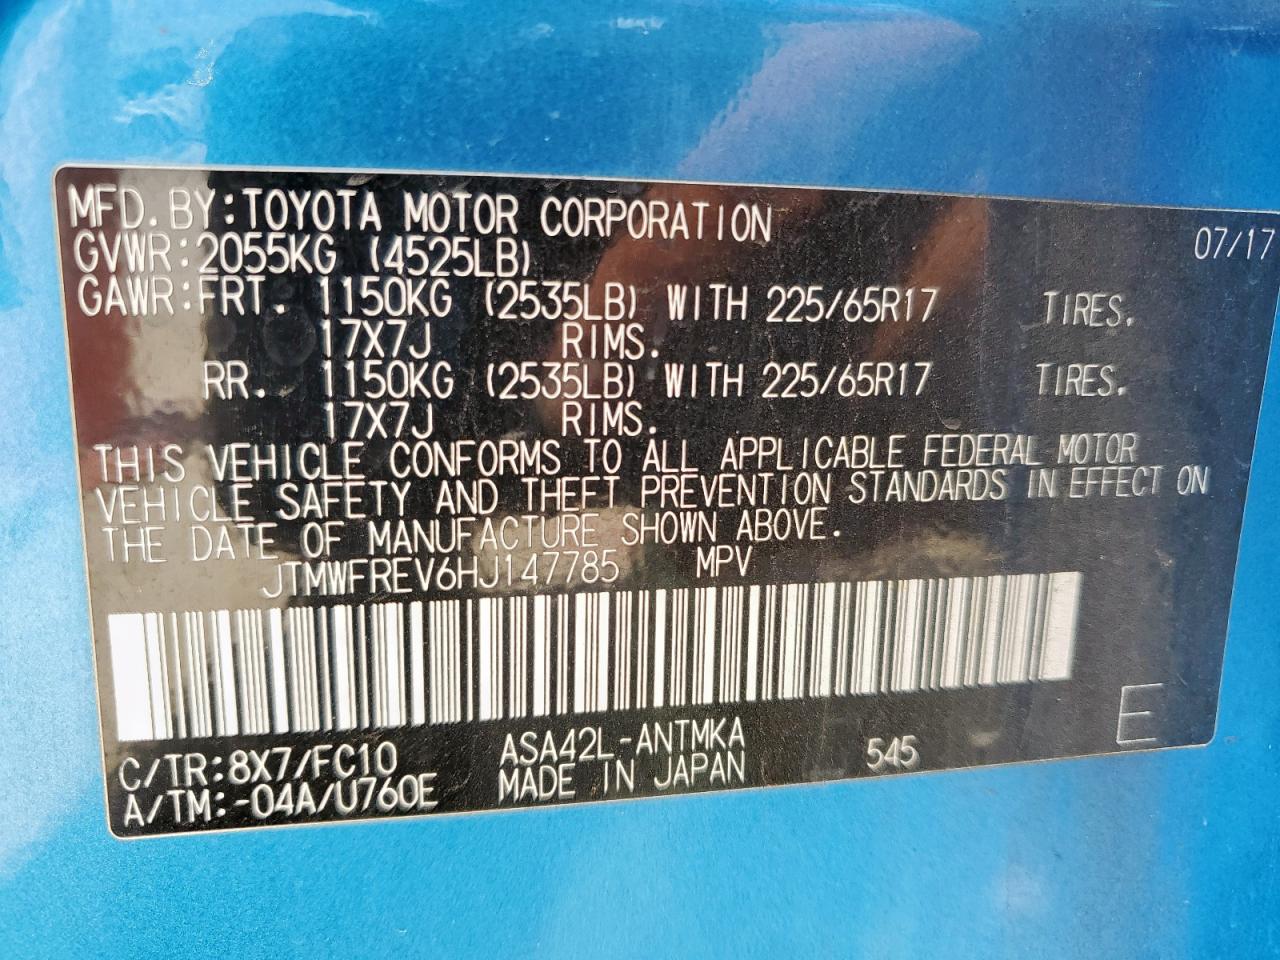 MFD. BY:TOYOTA MOTOR CORPORATION 07/17
GVWR:2055KG (4525LB)
GAWR:FRT. 1150KG (2535LB) WITH 225/65R17 TIRES.
17X7J RIMS.
RR. 1150KG (2535LB) WITH 225/65R17 TIRES.
17X7J RIMS.
THIS VEHICLE CONFORMS TO ALL APPLICABLE FEDERAL MOTOR
VEHICLE SAFETY AND THEFT PREVENTION STANDARDS IN EFFECT ON
THE DATE OF MANUFACTURE SHOWN ABOVE.
JTMWFREV6HJ147785 MPV
C/TR:8X7/FC10 ASA42L-ANTMKA 545 E
A/TM:-04A/U760E MADE IN JAPAN